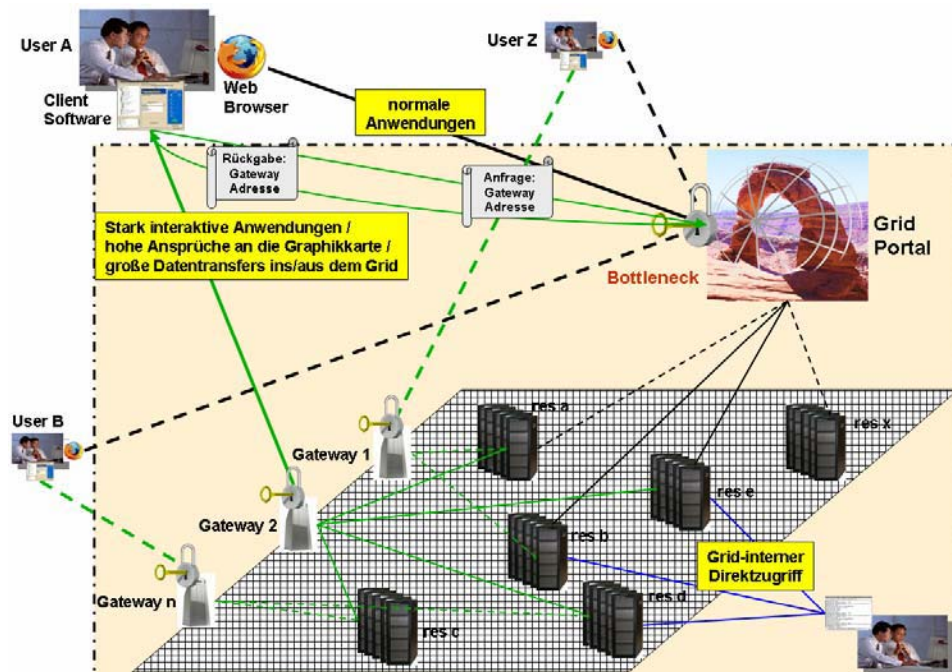 User A
Client
Software
Web
Browser
User Z
normale
Anwendungen
Rückgabe:
Gateway
Adresse
Anfrage:
Gateway
Adresse
Stark interaktive Anwendungen /
hohe Ansprüche an die Graphikkarte /
große Datentransfers ins/aus dem Grid
Grid
Portal
Bottleneck
User B
Gateway 1
Gateway 2
Gateway n
res a
res x
res e
res b
res c
res d
Grid-interner
Direktzugriff